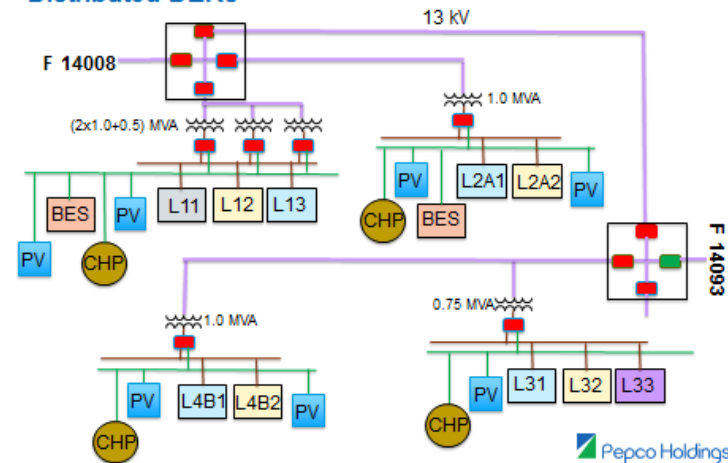 Distributed DERs
13 kV
F 14008
(2x1.0+0.5) MVA
1.0 MVA
BES
PV
L11
L12
L13
PV
CHP
PV
L2A1
L2A2
PV
CHP
BES
F 14093
1.0 MVA
0.75 MVA
PV
L4B1
L4B2
PV
CHP
PV
L31
L32
L33
CHP
Pepco Holdings